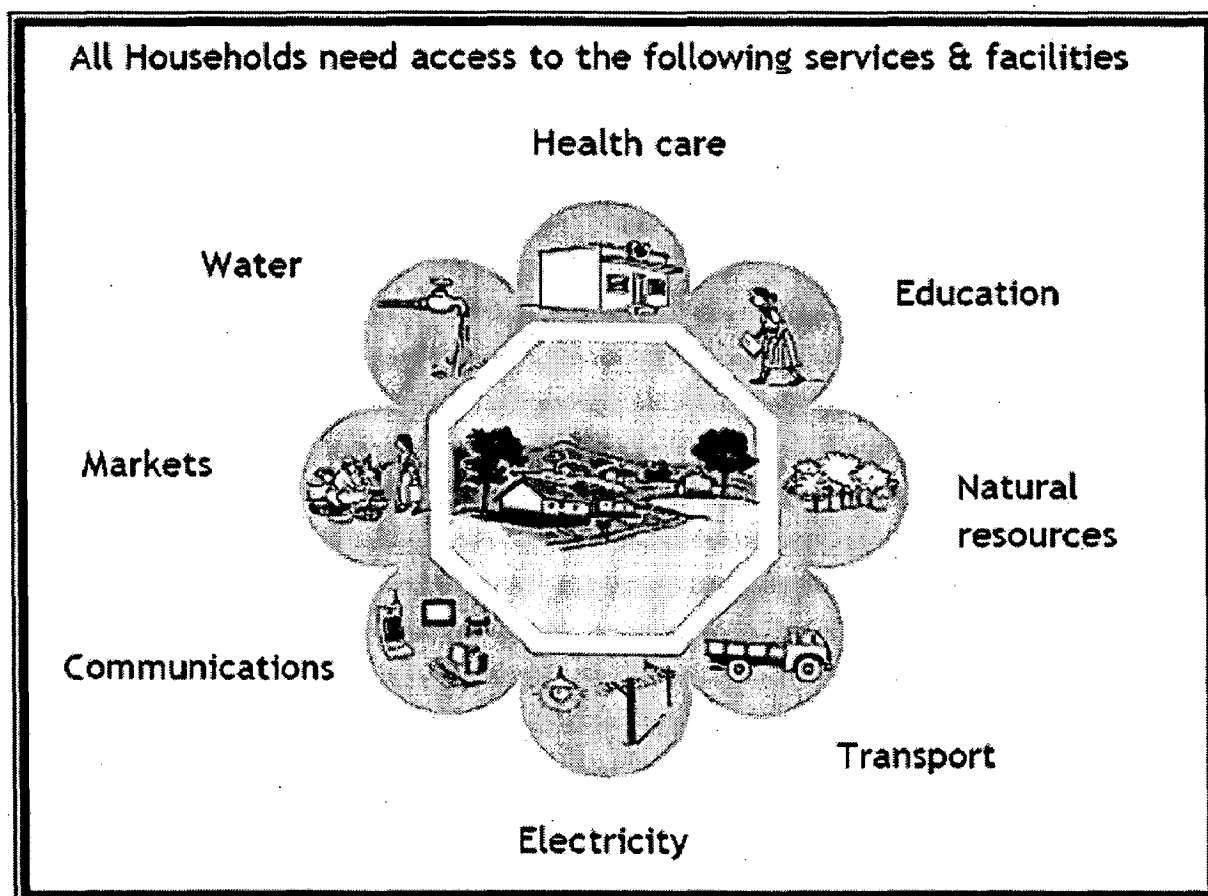 All Households need access to the following services & facilities
Health care
Water
Education
Markets
Natural
resources
Communications
Transport
Electricity